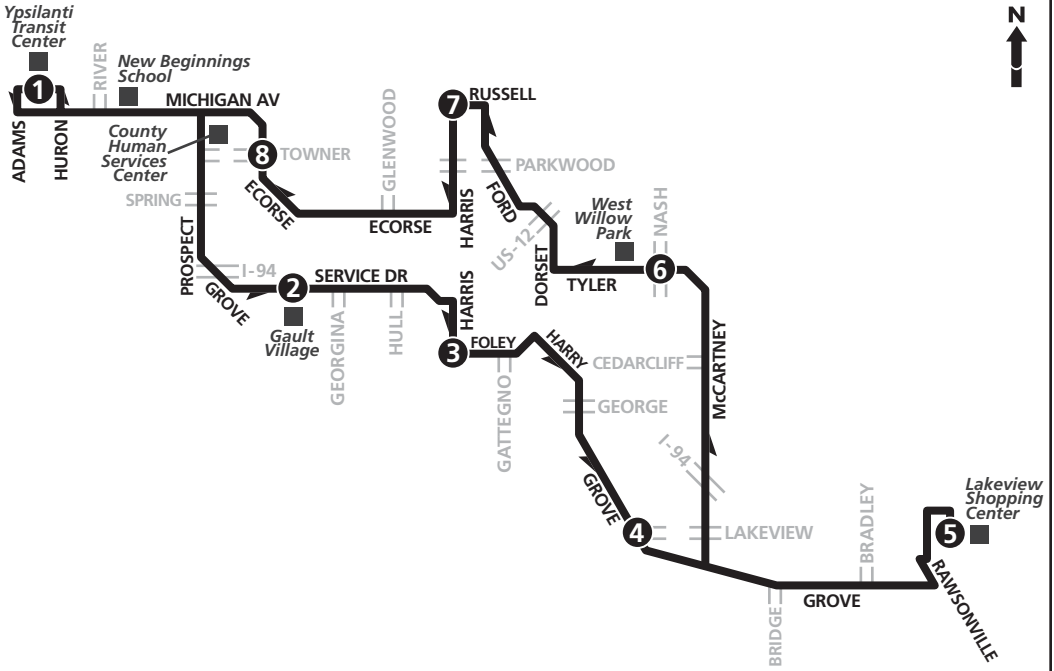 Ypsilanti
Transit
Center
N
1
RIVER
New Beginnings
School
MICHIGAN AV
ADAMS
HURON
County
Human
Services
Center
8
TOWNER
GLENWOOD
7
RUSSELL
PARKWOOD
FORD
SPRING
ECORSE
ECORSE
HARRIS
US-12
West
Willow
Park
NASH
PROSPECT
I-94
GROVE
2
SERVICE DR
HARRIS
DORSET
TYLER
6
Gault
Village
GEORGINA
HULL
3
FOLEY
HARRY
GATTEGNO
CEDARCLIFF
McCARTNEY
GEORGE
I-94
GROVE
4
LAKEVIEW
BRADLEY
Lakeview
Shopping
Center
5
RAWSONVILLE
GROVE
BRIDGE